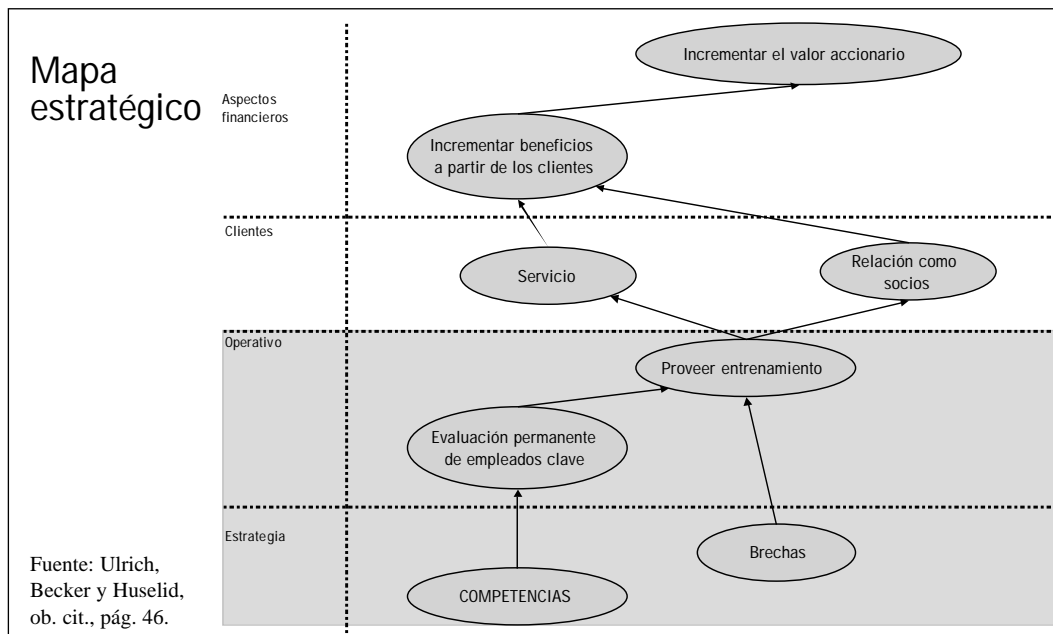 Mapa
estratégico
Aspectos
financieros
Incrementar el valor accionario
Incrementar beneficios
a partir de los clientes
Clientes
Servicio
Relación como
socios
Operativo
Proveer entrenamiento
Evaluación permanente
de empleados clave
Estrategia
Brechas
COMPETENCIAS
Fuente: Ulrich,
Becker y Huselid,
ob. cit., pág. 46.